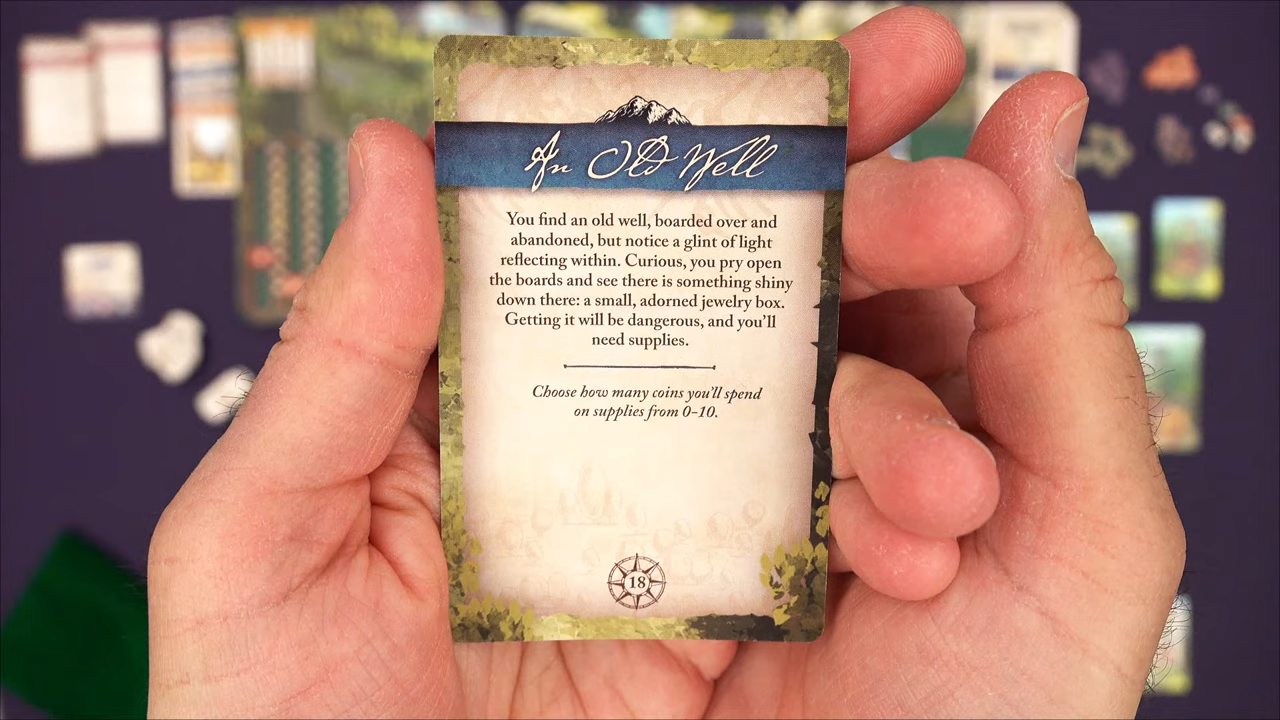 An Old Well
You find an old well, boarded over and
abandoned, but notice a glint of light
reflecting within. Curious, you pry open
the boards and see there is something shiny
down there: a small, adorned jewelry box.
Getting it will be dangerous, and you'll
need supplies.
Choose how many coins you'll spend
on supplies from 0–10.
18